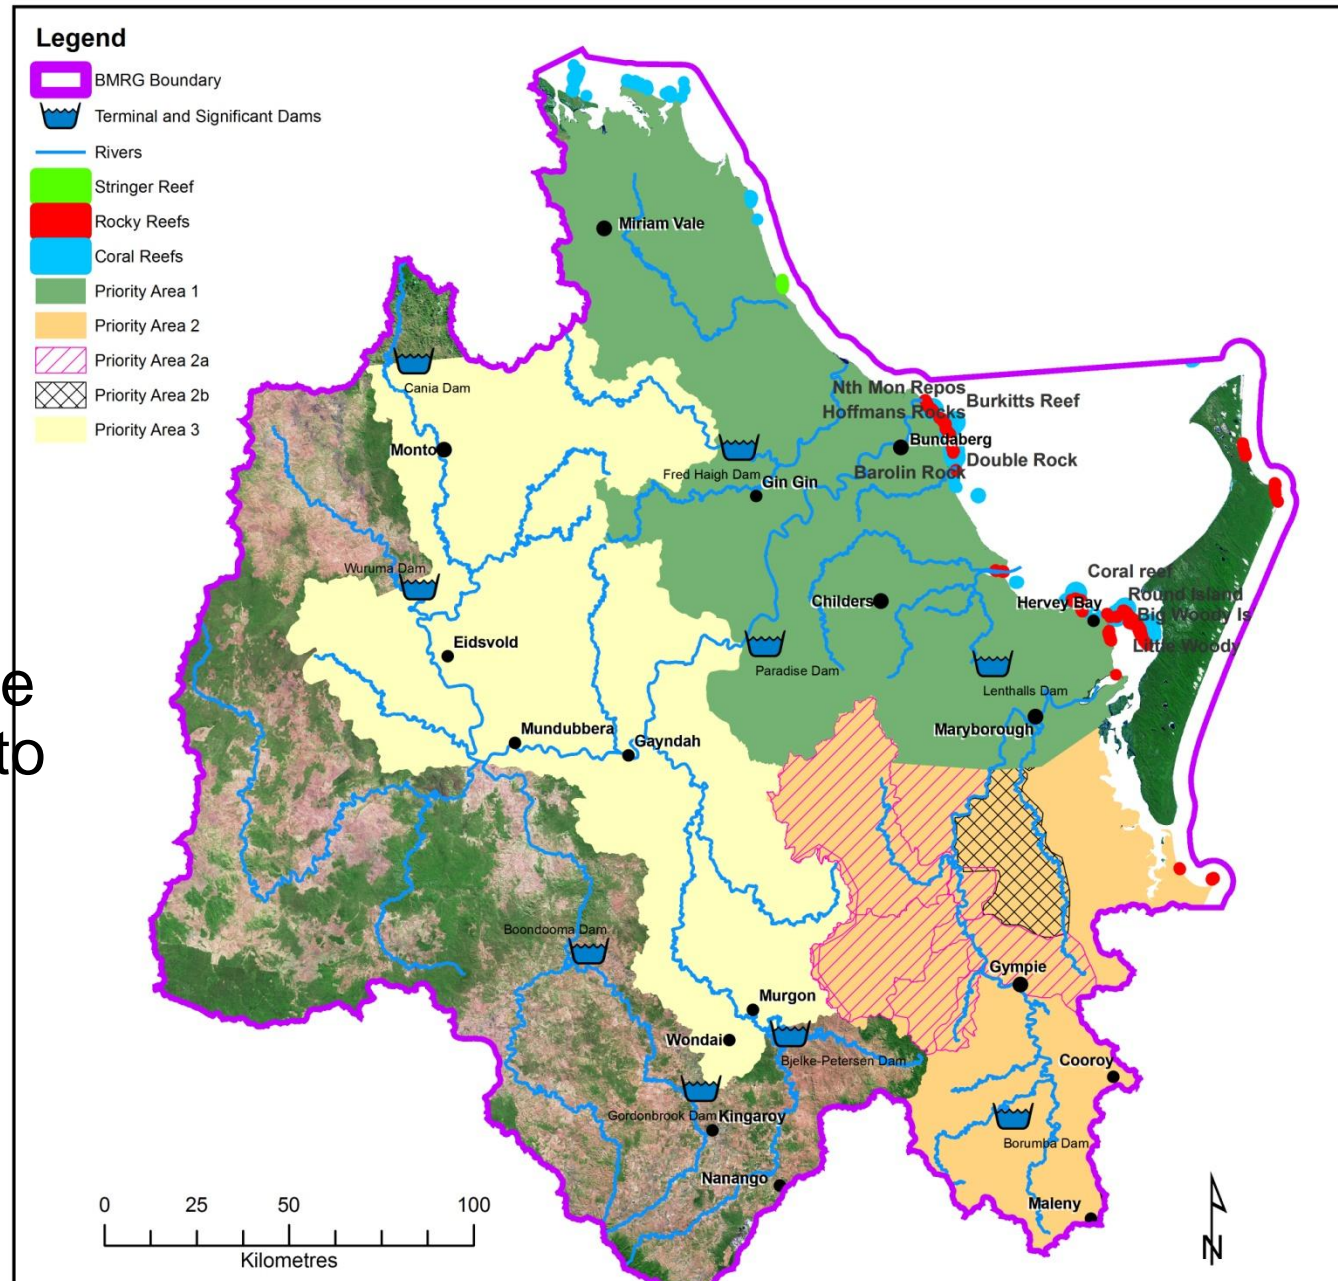 Legend
BMRG Boundary
Terminal and Significant Dams
Rivers
Stringer Reef
Rocky Reefs
Coral Reefs
Priority Area 1
Priority Area 2
Priority Area 2a
Priority Area 2b
Priority Area 3
Miriam Vale
Cania Dam
Nth Mon Repos
Burkitts Reef
Hoffmans Rocks
Bundaberg
Monto
Double Rock
Fred Haigh Dam
Barolin Rock
Gin Gin
Wuruma Dam
Coral reef
Round Island
Childers
Hervey Bay
Big Woody Is
Eidsvold
Little Woody
Paradise Dam
Lenthalls Dam
e
to
Mundubbera
Gayndah
Maryborough
Boondooma Dam
Gympie
Murgon
Wondai
Bjelke-Petersen Dam
Cooroy
Gordonbrook Dam
Kingaroy
Borumba Dam
Nanango
Maleny
0 25 50 100
Kilometres
N